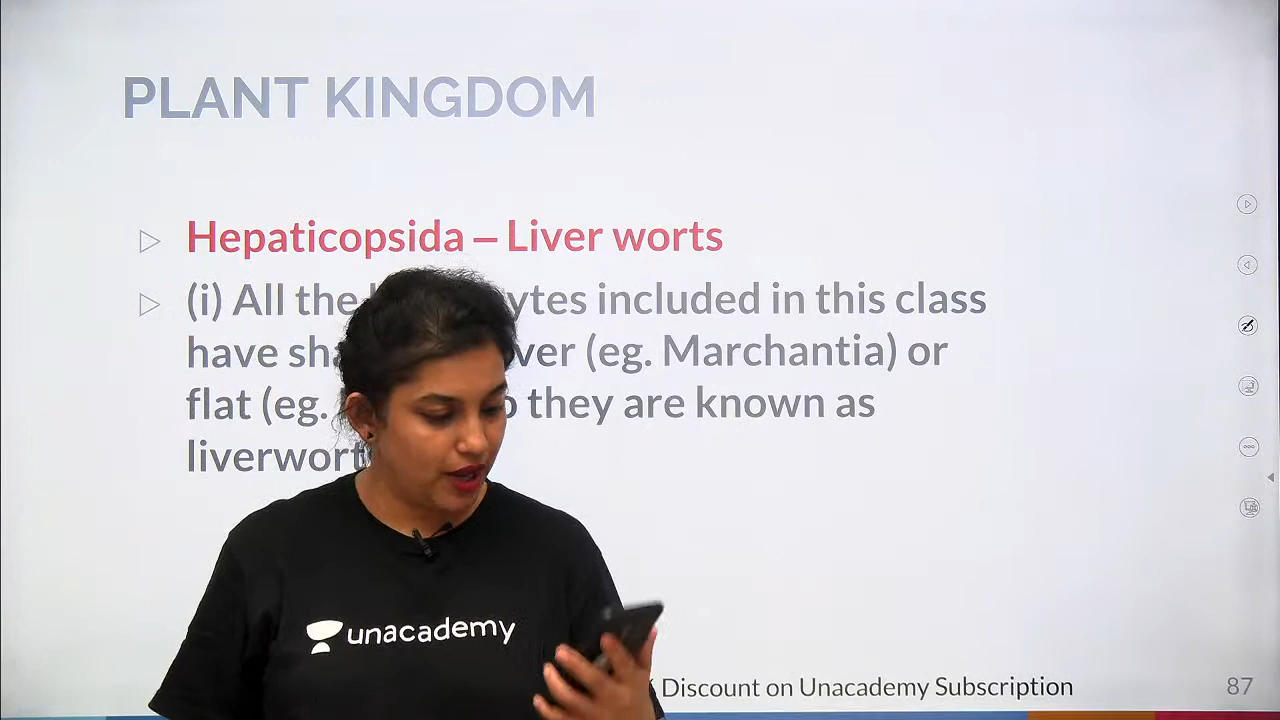 PLANT KINGDOM
Hepaticopsida – Liver worts
(i) All the ytes included in this class
have sha ver (eg. Marchantia) or
flat (eg. they are known as
liverwort
unacademy
Discount on Unacademy Subscription
87